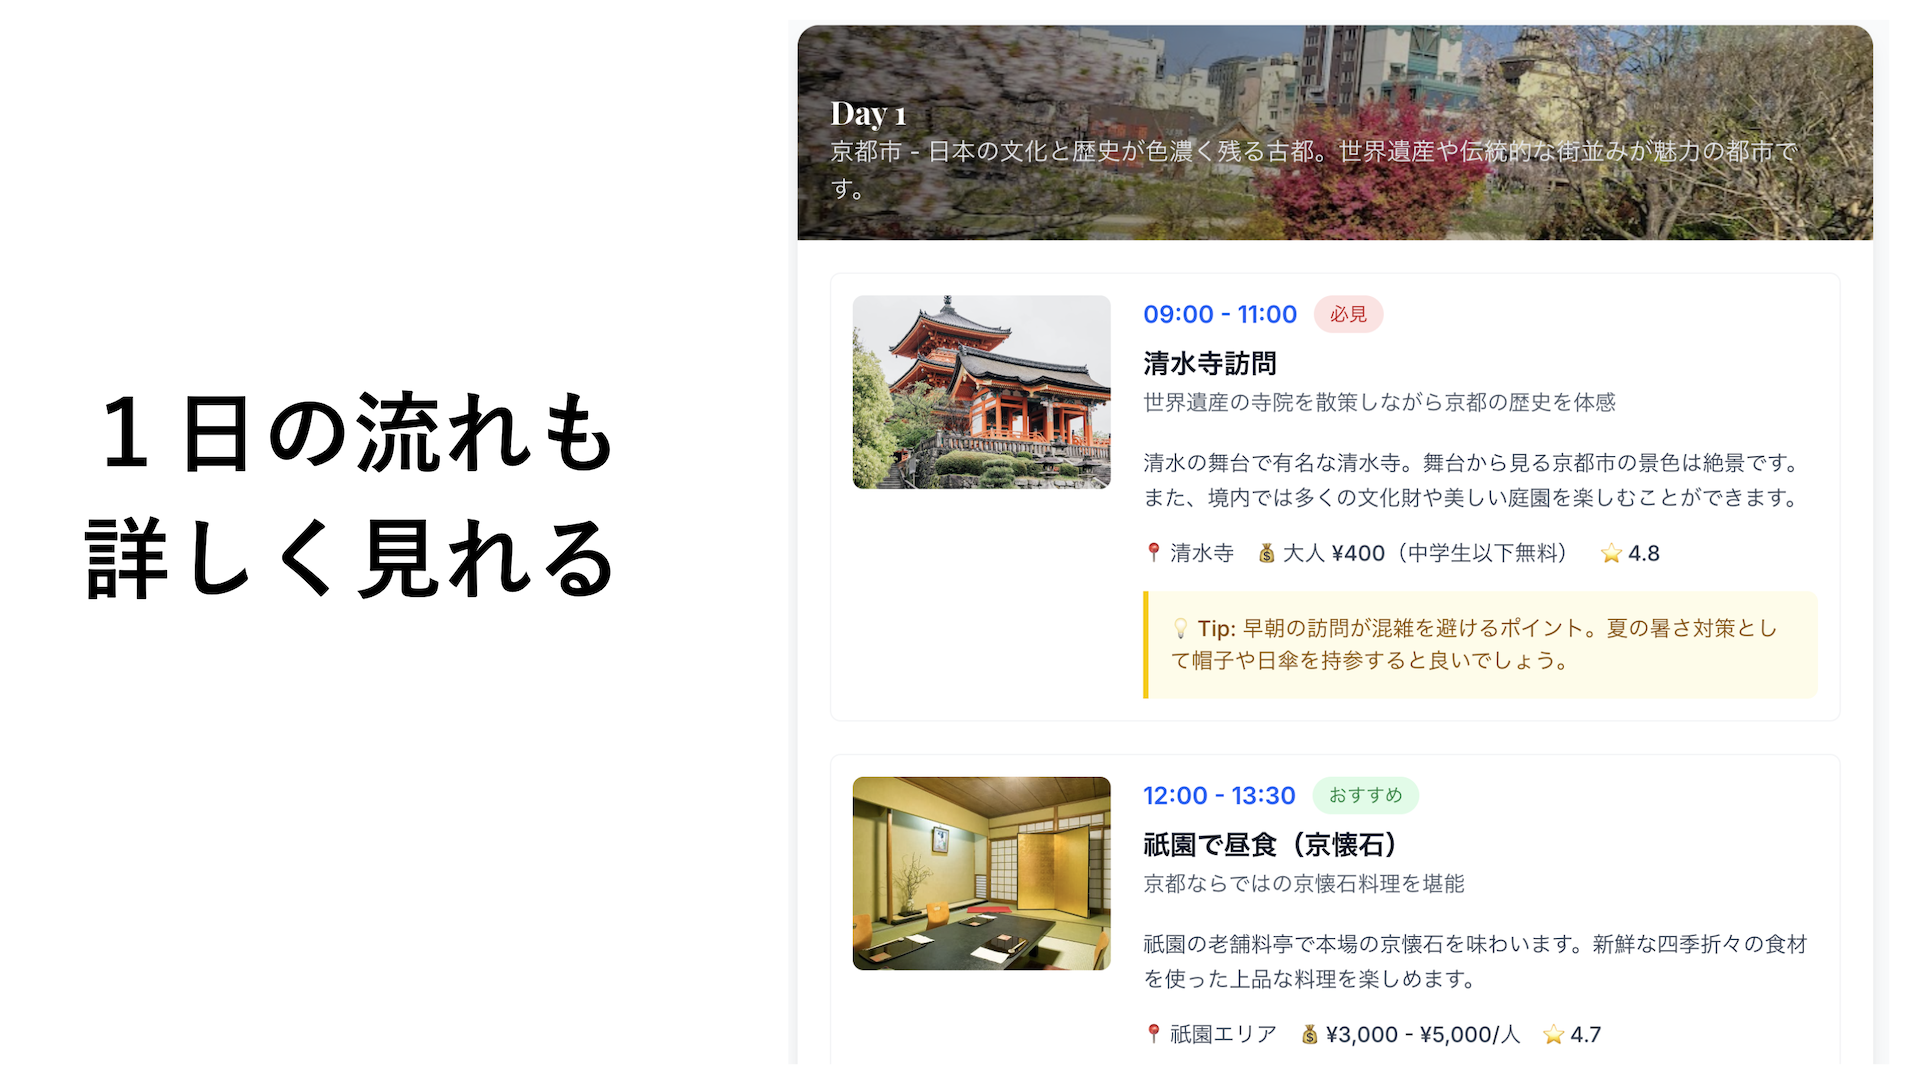 １日の流れも
詳しく見れる
Day 1
京都市 - 日本の文化と歴史が色濃く残る古都。世界遺産や伝統的な街並みが魅力の都市で
す。
09:00 - 11:00 必見
清水寺訪問
世界遺産の寺院を散策しながら京都の歴史を体感
清水の舞台で有名な清水寺。舞台から見る京都市の景色は絶景です。
また、境内では多くの文化財や美しい庭園を楽しむことができます。
📍 清水寺 💰 大人 ¥400（中学生以下無料） ⭐ 4.8
💡 Tip: 早朝の訪問が混雑を避けるポイント。夏の暑さ対策とし
て帽子や日傘を持参すると良いでしょう。
12:00 - 13:30 おすすめ
祇園で昼食（京懐石）
京都ならではの京懐石料理を堪能
祇園の老舗料亭で本場の京懐石を味わいます。新鮮な四季折々の食材
を使った上品な料理を楽しめます。
📍 祇園エリア 💰 ¥3,000 - ¥5,000/人 ⭐ 4.7